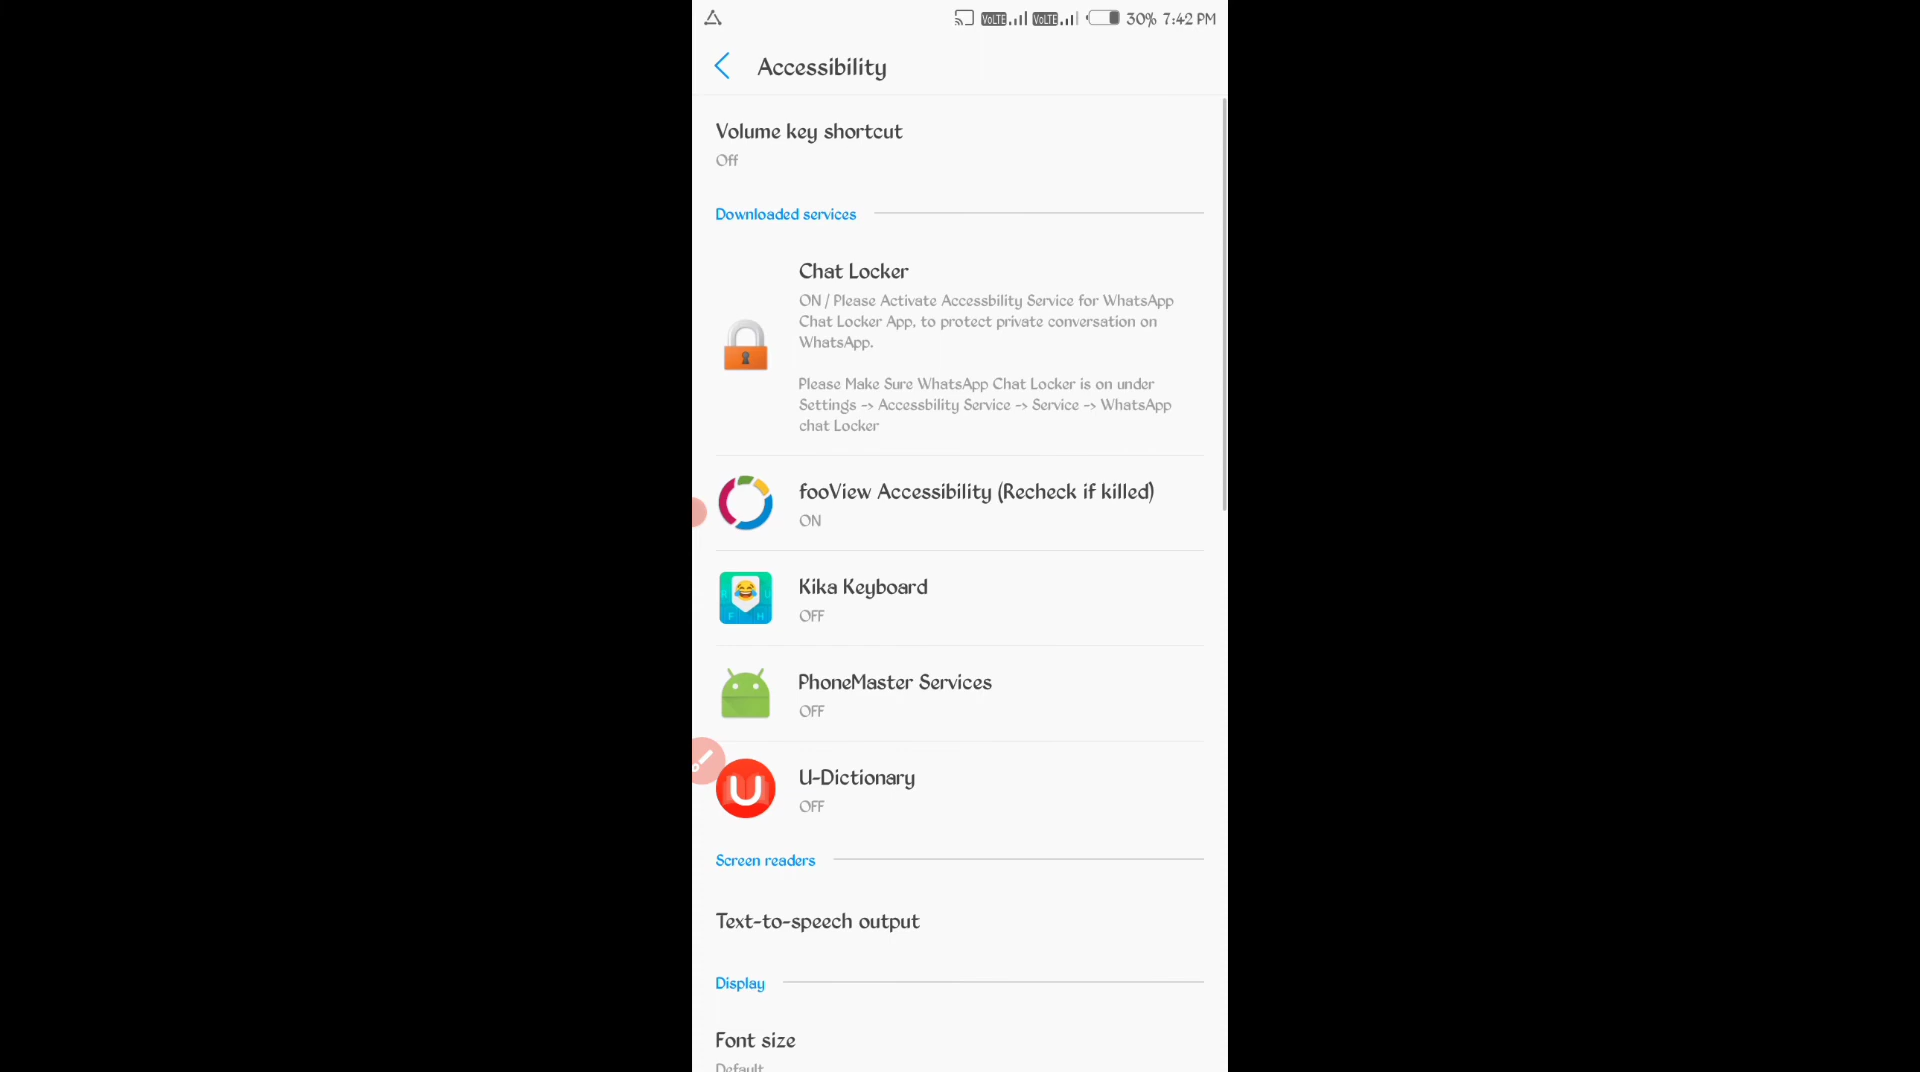 VoLTE VoLTE 30% 7:42 PM
Accessibility
Volume key shortcut
Off
Downloaded services
Chat Locker
ON / Please Activate Accessbility Service for WhatsApp
Chat Locker App, to protect private conversation on
WhatsApp.
Please Make Sure WhatsApp Chat Locker is on under
Settings -> Accessbility Service -> Service -> WhatsApp
chat Locker
fooView Accessibility (Recheck if killed)
ON
Kika Keyboard
OFF
PhoneMaster Services
OFF
U
U-Dictionary
OFF
Screen readers
Text-to-speech output
Display
Font size
Default